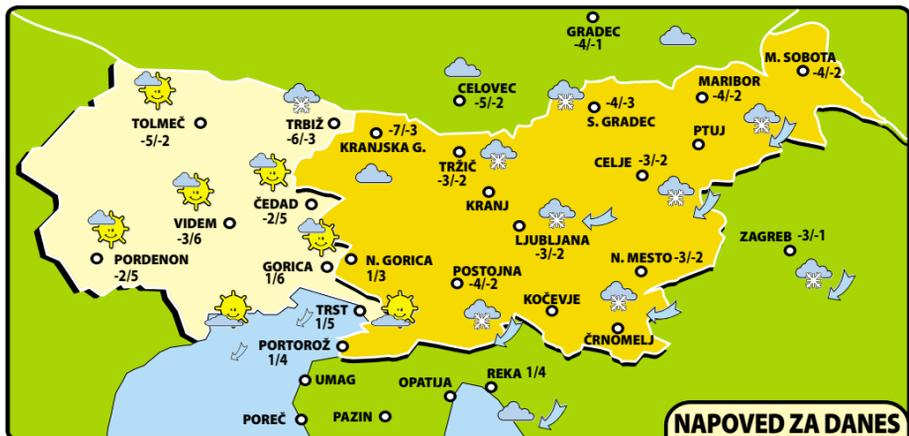 GRADEC
-4/-1
M. SOBOTA
-4/-2
CELOVEC
-5/-2
MARIBOR
-4/-2
-4/-3
S. GRADEC
TOLMEČ
-5/-2
TRBIŽ
-6/-3
-7/-3
KRANJSKA G.
PTUJ
TRŽIČ
-3/-2
CELJE -3/-2
KRANJ
ČEDAD
-2/5
VIDEM
-3/6
LJUBLJANA
-3/-2
ZAGREB -3/-1
PORDENON
-2/5
GORICA
1/6
N. GORICA
1/3
POSTOJNA
-4/-2
N. MESTO -3/-2
KOČEVJE
TRST
1/5
ČRNOMELJ
PORTOROŽ
1/4
UMAG
OPATIJA
REKA 1/4
POREČ
PAZIN
NAPOVED ZA DANES